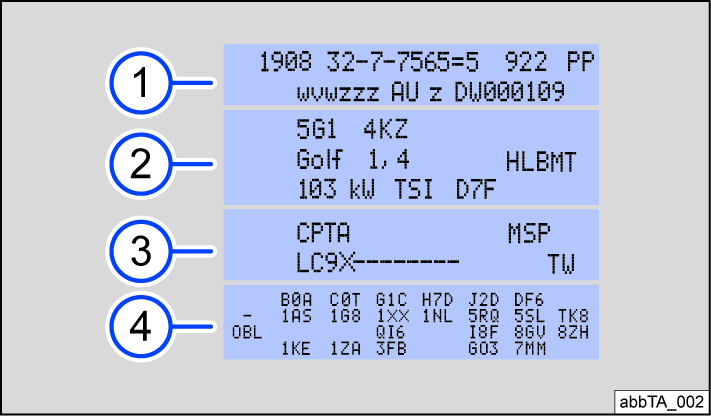 1908 32-7-7565=5 922 PP
wvwzzz AU z DW000109
1
5G1 4KZ
Golf 1,4 HLBMT
103 kW TSI D7F
2
CPTA MSP
LC9X-------- TW
3
B0A C0T G1C H7D J2D DF6
- 1AS 1G8 1XX 1NL 5RQ 5SL TK8
OBL QI6 I8F 8GV 8ZH
1KE 1ZA 3FB GO3 7MM
4
abbTA_002